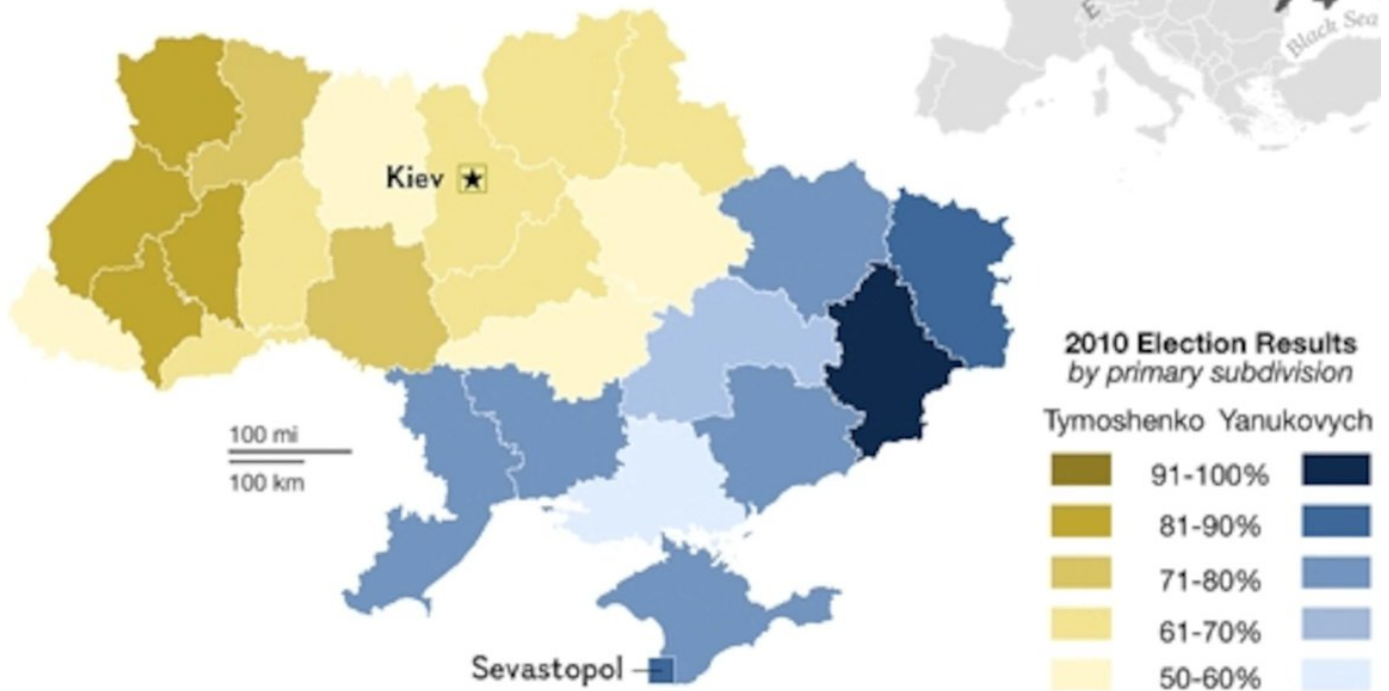 E
Black Sea
Kiev
100 mi
100 km
Sevastopol
2010 Election Results
by primary subdivision
Tymoshenko Yanukovych
91-100%
81-90%
71-80%
61-70%
50-60%